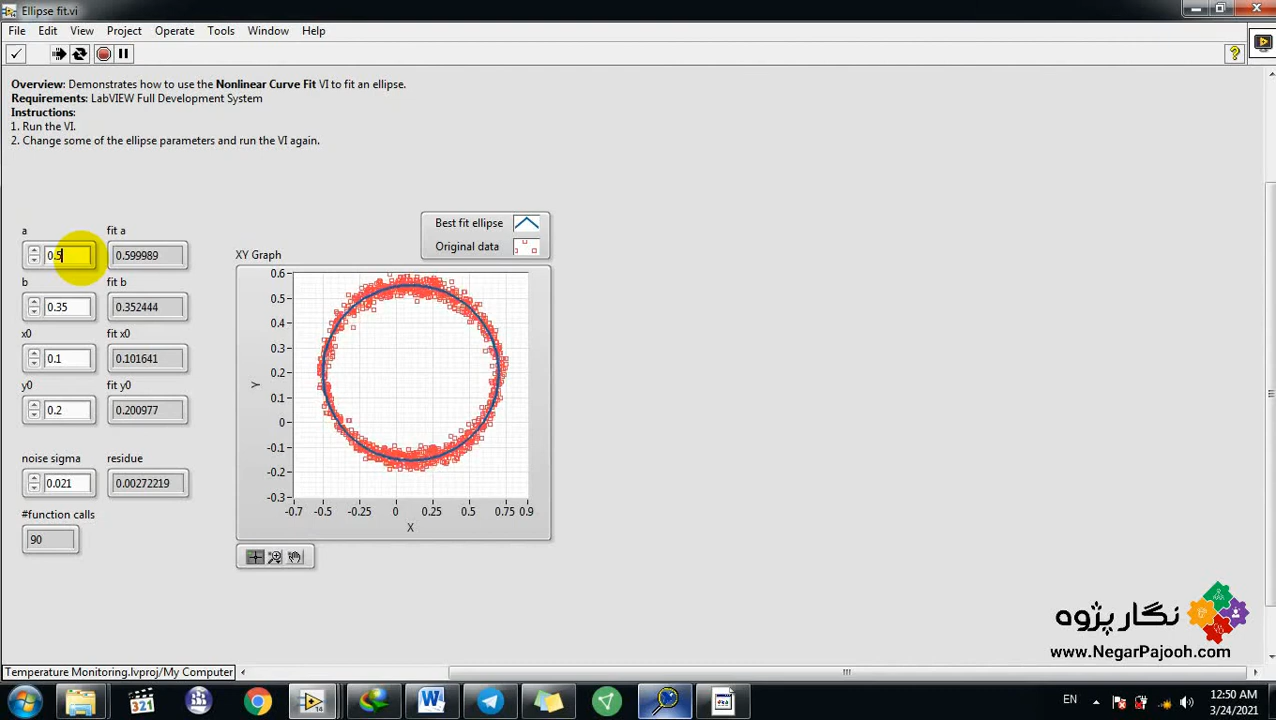 Ellipse fit.vi
File Edit View Project Operate Tools Window Help
Overview: Demonstrates how to use the Nonlinear Curve Fit VI to fit an ellipse.
Requirements: LabVIEW Full Development System
Instructions:
1. Run the VI.
2. Change some of the ellipse parameters and run the VI again.
a fit a
0.5 0.599989
b fit b
0.35 0.352444
x0 fit x0
0.1 0.101641
y0 fit y0
0.2 0.200977
noise sigma residue
0.021 0.00272219
#function calls
90
Best fit ellipse
Original data
XY Graph
0.6
0.5
0.4
0.3
0.2
0.1
0
-0.1
-0.2
-0.3
Y
-0.7 -0.5 -0.25 0 0.25 0.5 0.75 0.9
X
نگار پژوه
www.NegarPajooh.com
Temperature Monitoring.lvproj/My Computer
321
14
W
EN
12:50 AM
3/24/2021